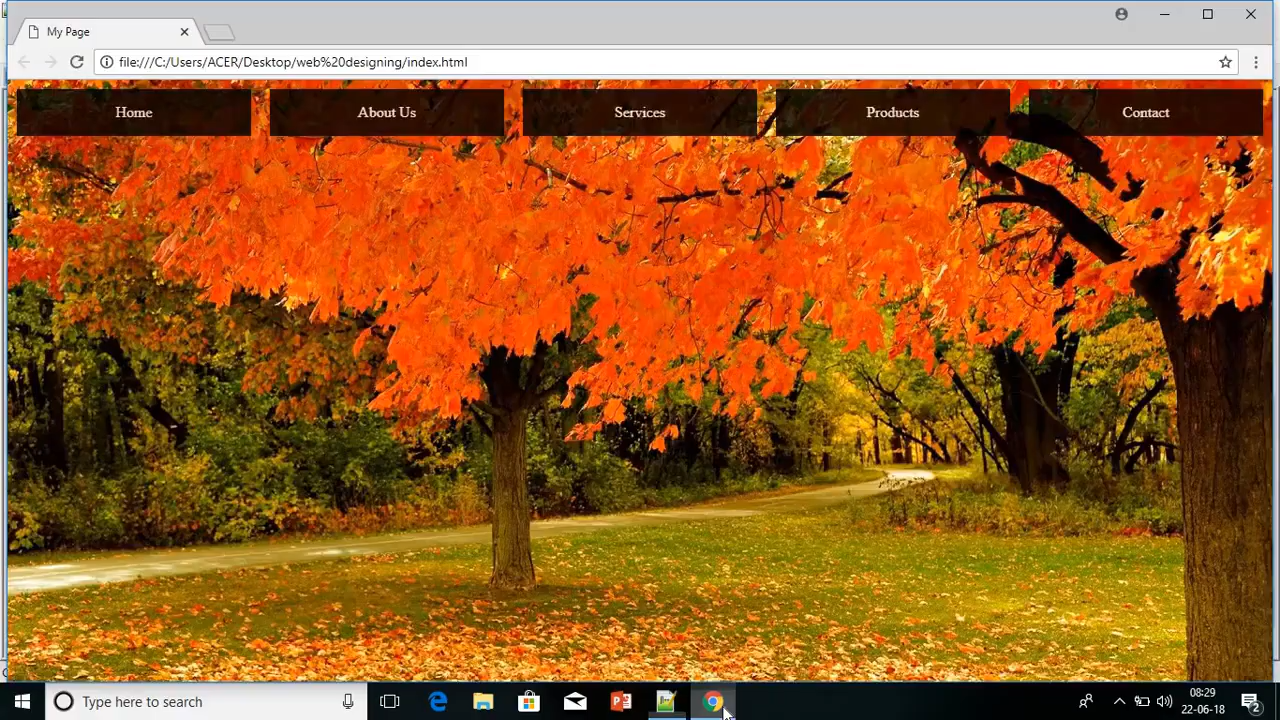 My Page
file:///C:/Users/ACER/Desktop/web%20designing/index.html
Home About Us Services Products Contact
Type here to search
08:29
22-06-18
2